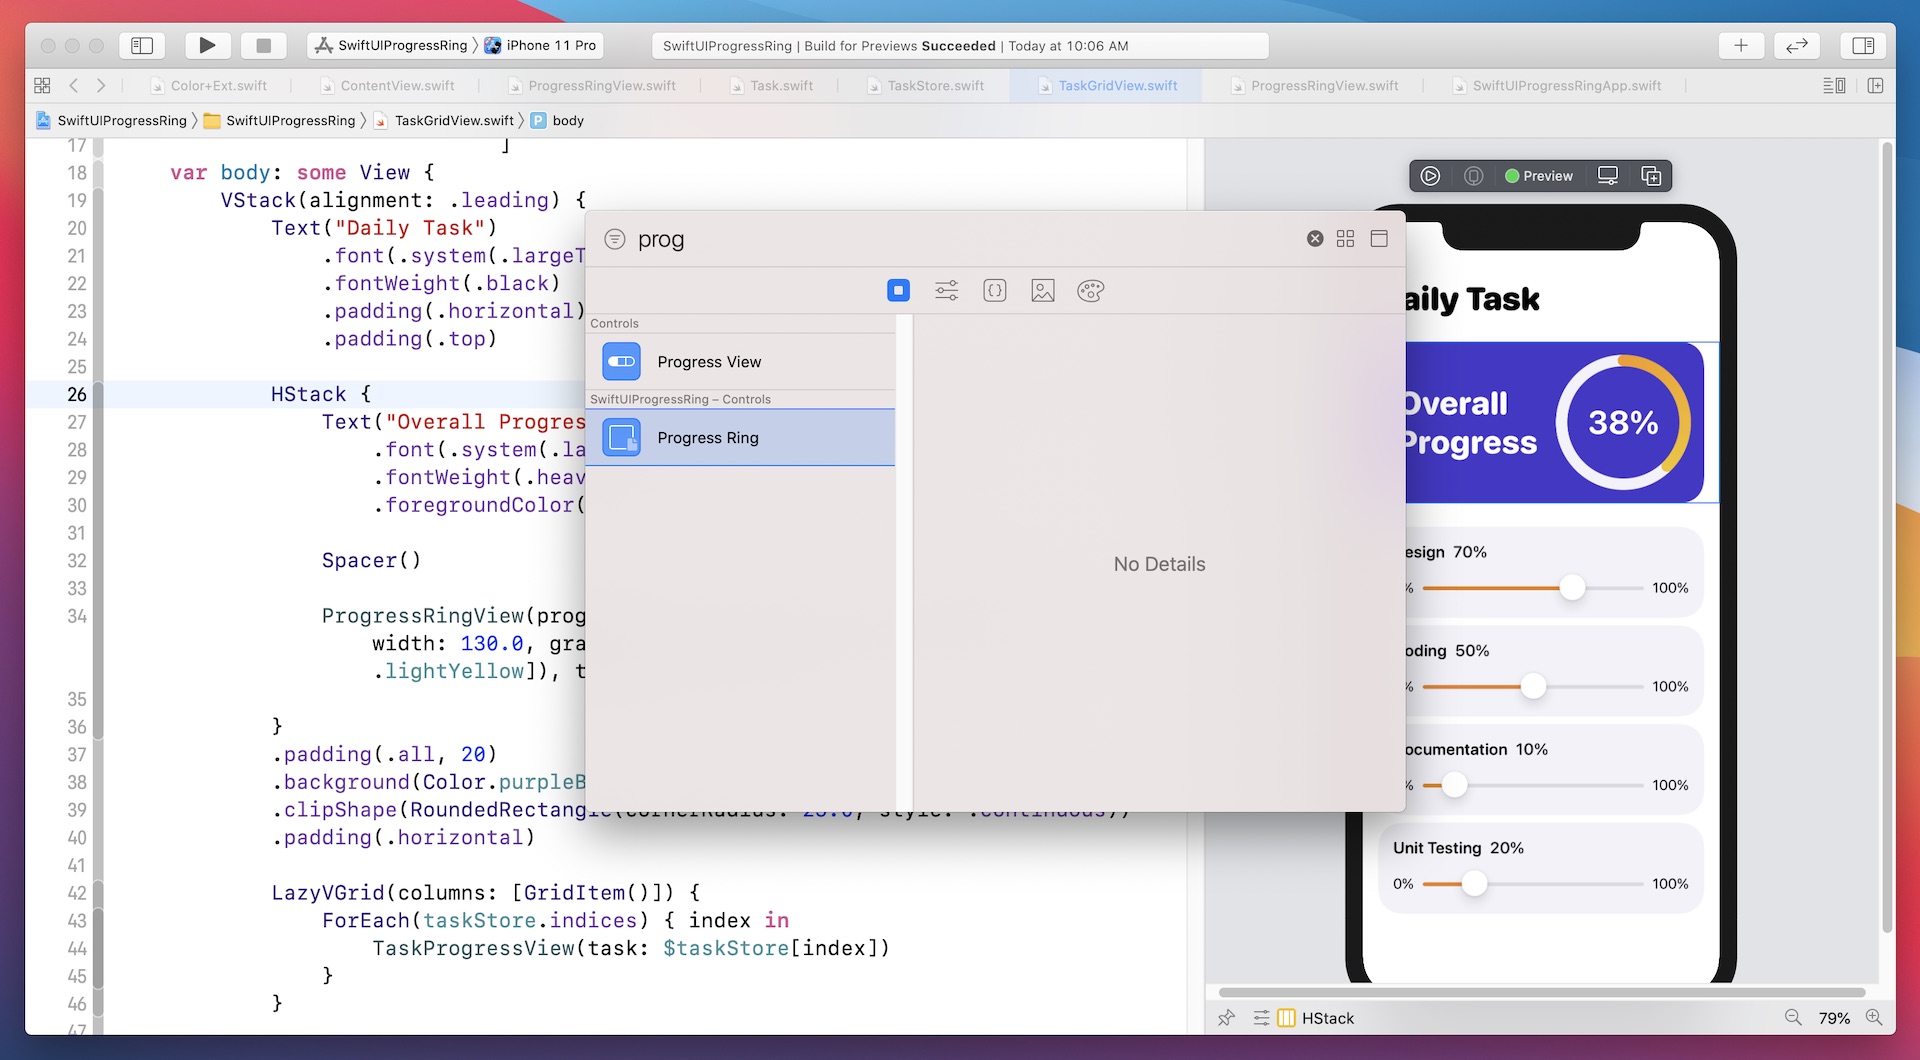 SwiftUIProgressRing
iPhone 11 Pro
SwiftUIProgressRing | Build for Previews Succeeded | Today at 10:06 AM
Color+Ext.swift
ContentView.swift
ProgressRingView.swift
Task.swift
TaskStore.swift
TaskGridView.swift
ProgressRingView.swift
SwiftUIProgressRingApp.swift
SwiftUIProgressRing
SwiftUIProgressRing
TaskGridView.swift
P
body
17 ]
18 var body: some View {
19 VStack(alignment: .leading) {
20 Text("Daily Task")
21 .font(.system(.largeT
22 .fontWeight(.black)
23 .padding(.horizontal)
24 .padding(.top)
25
26 HStack {
27 Text("Overall Progres
28 .font(.system(.la
29 .fontWeight(.heav
30 .foregroundColor(
31
32 Spacer()
33
34 ProgressRingView(prog
width: 130.0, gra
.lightYellow]), t
35
36 }
37 .padding(.all, 20)
38 .background(Color.purpleB
39 .clipShape(RoundedRectangle(cornerRadius: 25.0, style: .continuous))
40 .padding(.horizontal)
41
42 LazyVGrid(columns: [GridItem()]) {
43 ForEach(taskStore.indices) { index in
44 TaskProgressView(task: $taskStore[index])
45 }
46 }
47
prog
Controls
Progress View
SwiftUIProgressRing – Controls
Progress Ring
No Details
Preview
aily Task
Overall
Progress
38%
esign 70%
% 100%
oding 50%
% 100%
ocumentation 10%
% 100%
Unit Testing 20%
0% 100%
HStack
79%